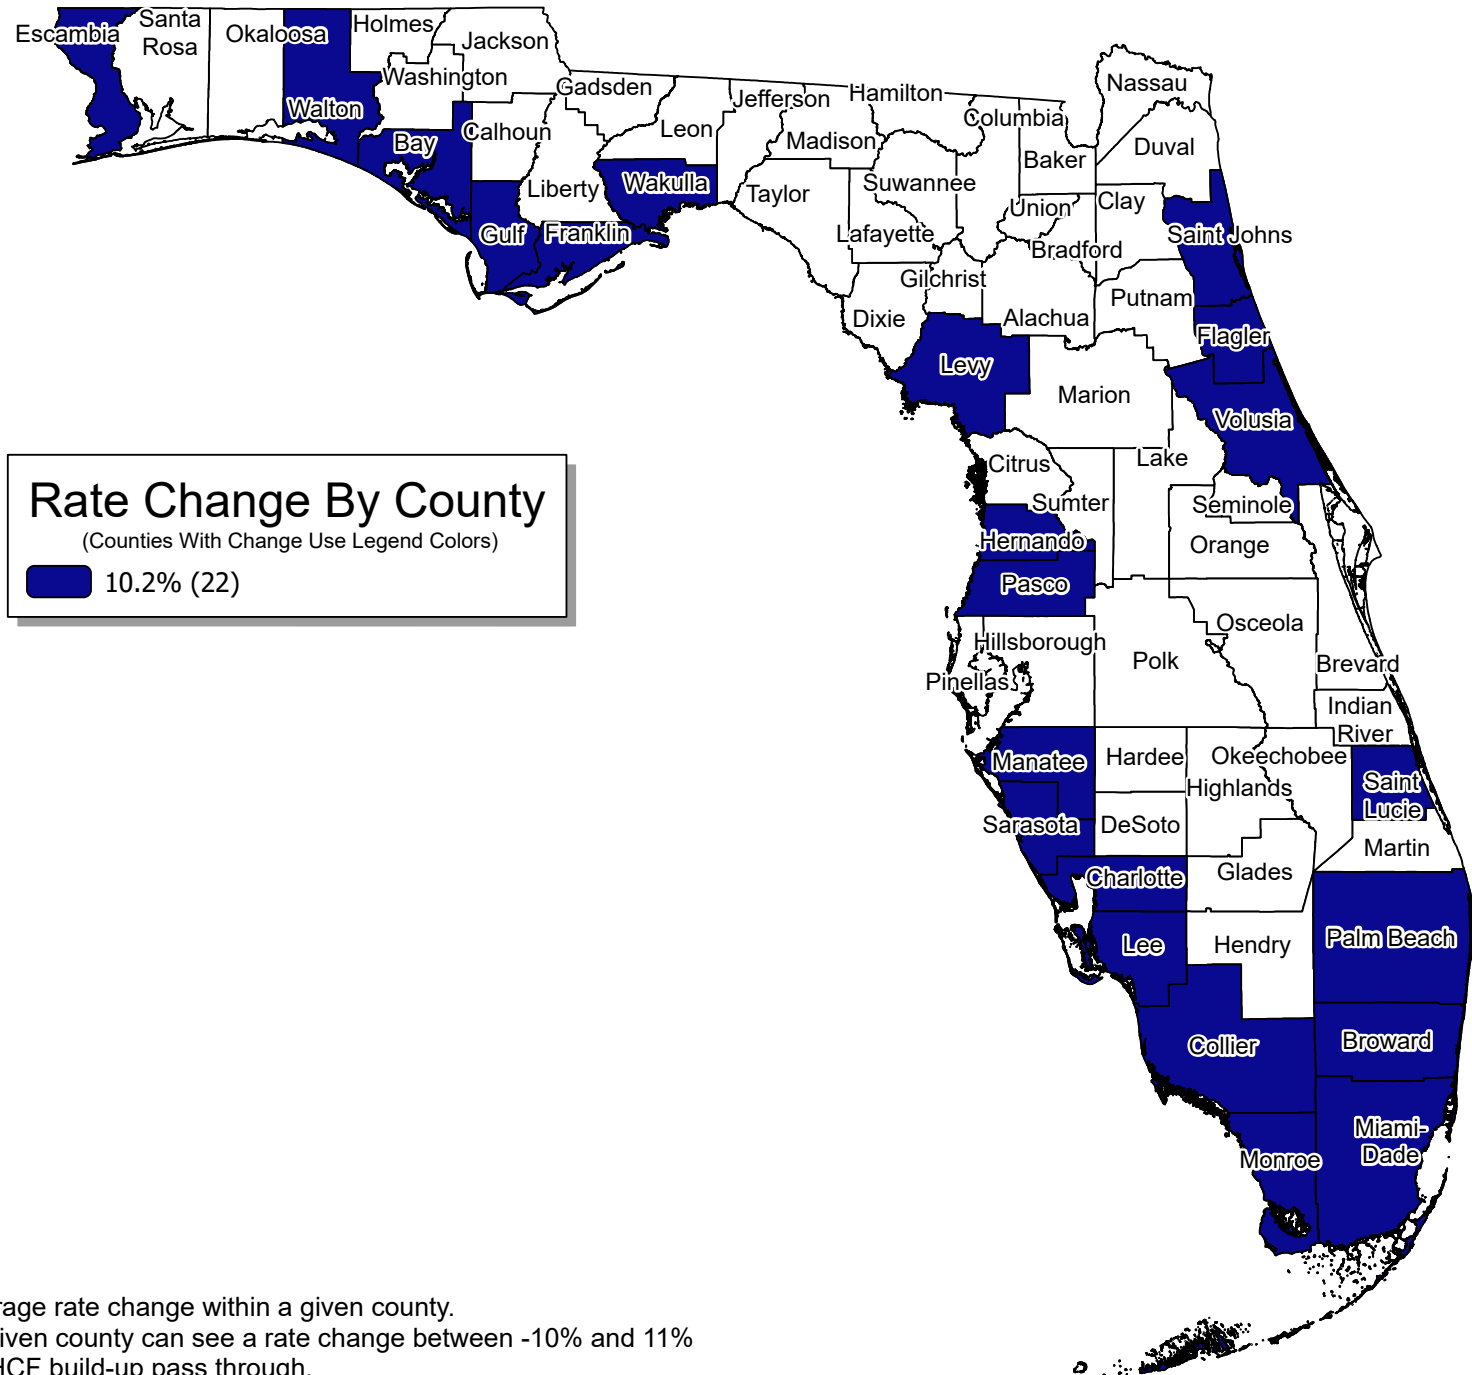 Escambia
Santa
Rosa
Okaloosa
Holmes
Jackson
Washington
Walton
Bay
Calhoun
Gadsden
Liberty
Gulf
Franklin
Leon
Wakulla
Jefferson
Madison
Taylor
Hamilton
Suwannee
Lafayette
Columbia
Baker
Nassau
Duval
Union
Clay
Bradford
Saint Johns
Gilchrist
Dixie
Alachua
Putnam
Flagler
Levy
Marion
Volusia
Citrus
Lake
Sumter
Seminole
Hernando
Orange
Pasco
Rate Change By County
(Counties With Change Use Legend Colors)
10.2% (22)
Osceola
Hillsborough
Polk
Pinellas
Brevard
Indian
River
Manatee
Hardee
Okeechobee
Highlands
Saint
Lucie
Sarasota
DeSoto
Martin
Charlotte
Glades
Lee
Hendry
Palm Beach
Collier
Broward
Miami-
Dade
Monroe
rage rate change within a given county.
iven county can see a rate change between -10% and 11%
HCF build-up pass through.